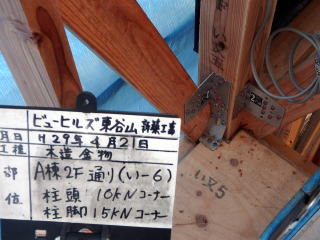 ビューヒルズ東谷山 新築工事
月日 H29年4月21日
工種 木造金物
部位 A棟2F通り(い-6)
柱頭 10kNコーナー
柱脚 15kNコーナー
い又5